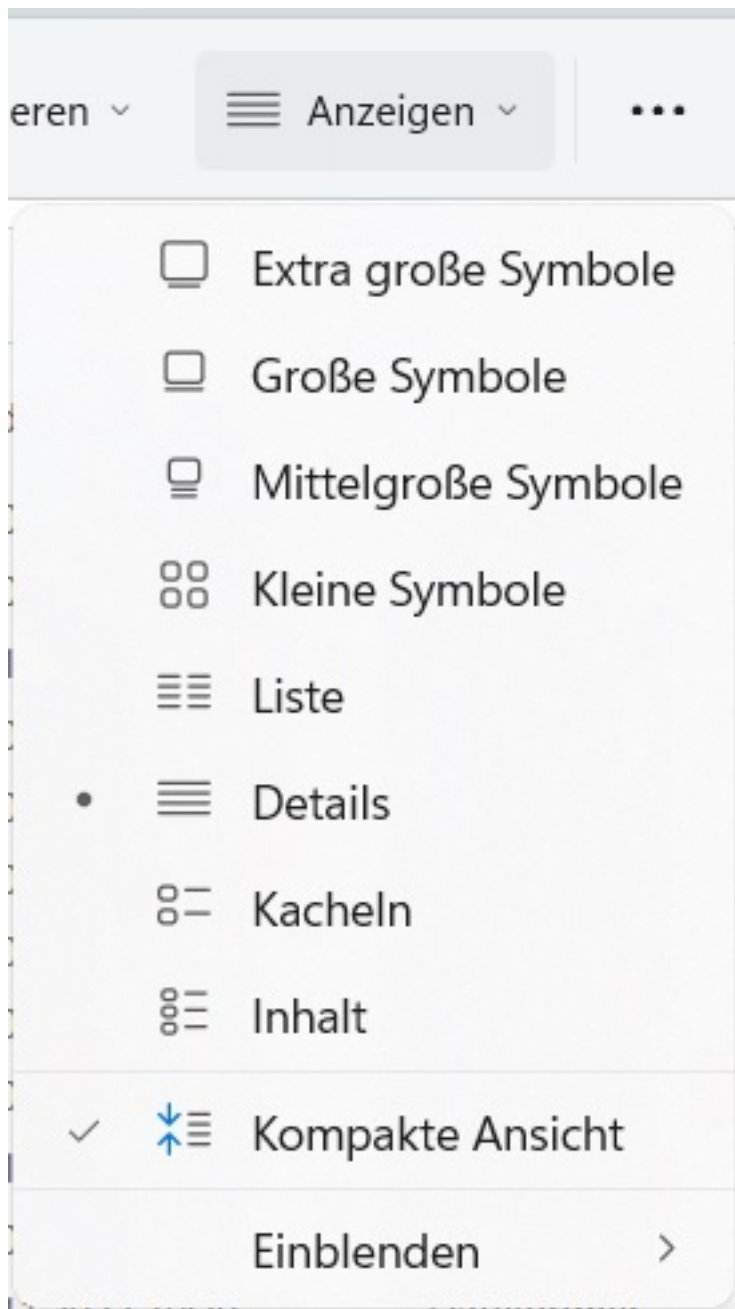 eren Anzeigen
Extra große Symbole
Große Symbole
Mittelgroße Symbole
Kleine Symbole
Liste
Details
Kacheln
Inhalt
Kompakte Ansicht
Einblenden